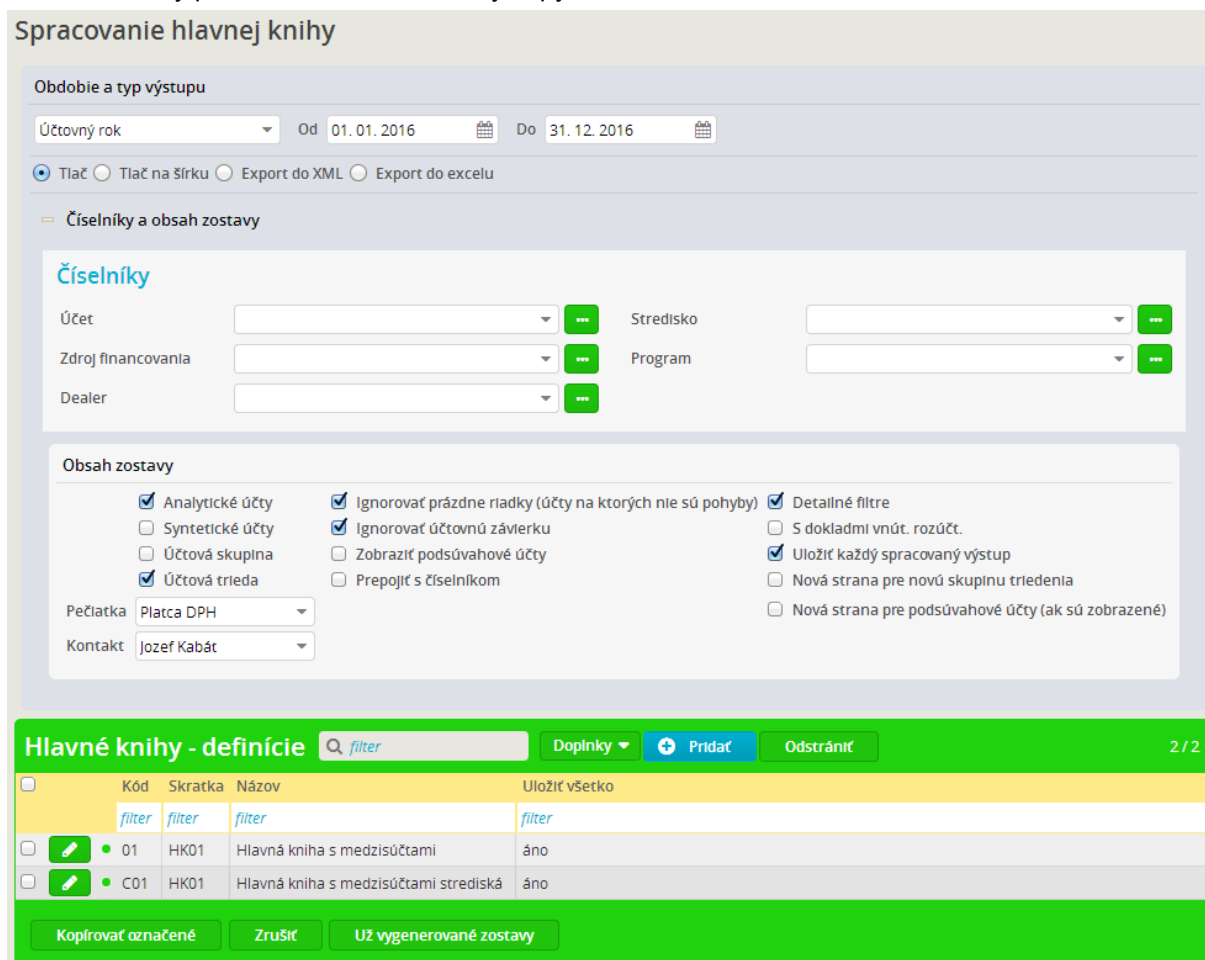 Spracovanie hlavnej knihy
Obdobie a typ výstupu
Účtovný rok Od 01. 01. 2016 Do 31. 12. 2016
Tlač Tlač na šírku Export do XML Export do excelu
Číselníky a obsah zostavy
Číselníky
Účet Stredisko
Zdroj financovania Program
Dealer
Obsah zostavy
Analytické účty Ignorovať prázdne riadky (účty na ktorých nie sú pohyby) Detailné filtre
Syntetické účty Ignorovať účtovnú závierku S dokladmi vnút. rozúčt.
Účtová skupina Zobraziť podsúvahové účty Uložiť každý spracovaný výstup
Účtová trieda Prepojiť s číselníkom Nová strana pre novú skupinu triedenia
Pečiatka Platca DPH Nová strana pre podsúvahové účty (ak sú zobrazené)
Kontakt Jozef Kabát
Hlavné knihy - definície filter Doplnky Pridať Odstrániť 2 / 2
Kód Skratka Názov Uložiť všetko
filter filter filter filter
01 HK01 Hlavná kniha s medzisúčtami áno
C01 HK01 Hlavná kniha s medzisúčtami strediská áno
Kopírovať označené Zrušiť Už vygenerované zostavy